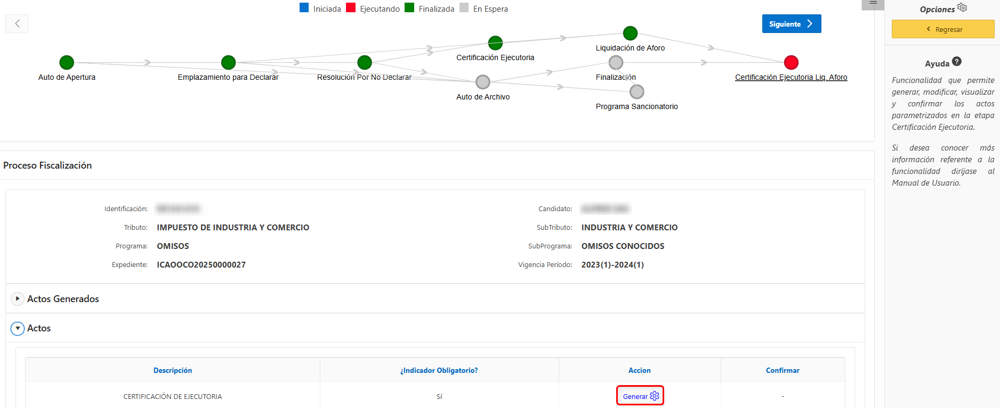 Iniciada Ejecutando Finalizada En Espera
Siguiente
Auto de Apertura
Emplazamiento para Declarar
Resolución Por No Declarar
Certificación Ejecutoria
Auto de Archivo
Liquidación de Aforo
Finalización
Programa Sancionatorio
Certificación Ejecutoria Liq. Aforo
Proceso Fiscalización
Identificación:
Candidato:
Tributo: IMPUESTO DE INDUSTRIA Y COMERCIO
SubTributo: INDUSTRIA Y COMERCIO
Programa: OMISOS
SubPrograma: OMISOS CONOCIDOS
Expediente: ICAOOCO20250000027
Vigencia Período: 2023(1)-2024(1)
Actos Generados
Actos
Descripción ¿Indicador Obligatorio? Accion Confirmar
CERTIFICACIÓN DE EJECUTORIA Sí Generar -
Opciones
Regresar
Ayuda
Funcionalidad que permite
generar, modificar, visualizar
y confirmar los actos
parametrizados en la etapa
Certificación Ejecutoria.
Si desea conocer más
información referente a la
funcionalidad diríjase al
Manual de Usuario.